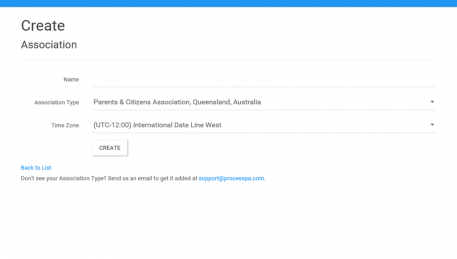 Create
Association
Name
Association Type Parents & Citizens Association, Queensland, Australia
Time Zone (UTC-12:00) International Date Line West
CREATE
Back to List
Don't see your Association Type? Send us an email to get it added at support@processpa.com.